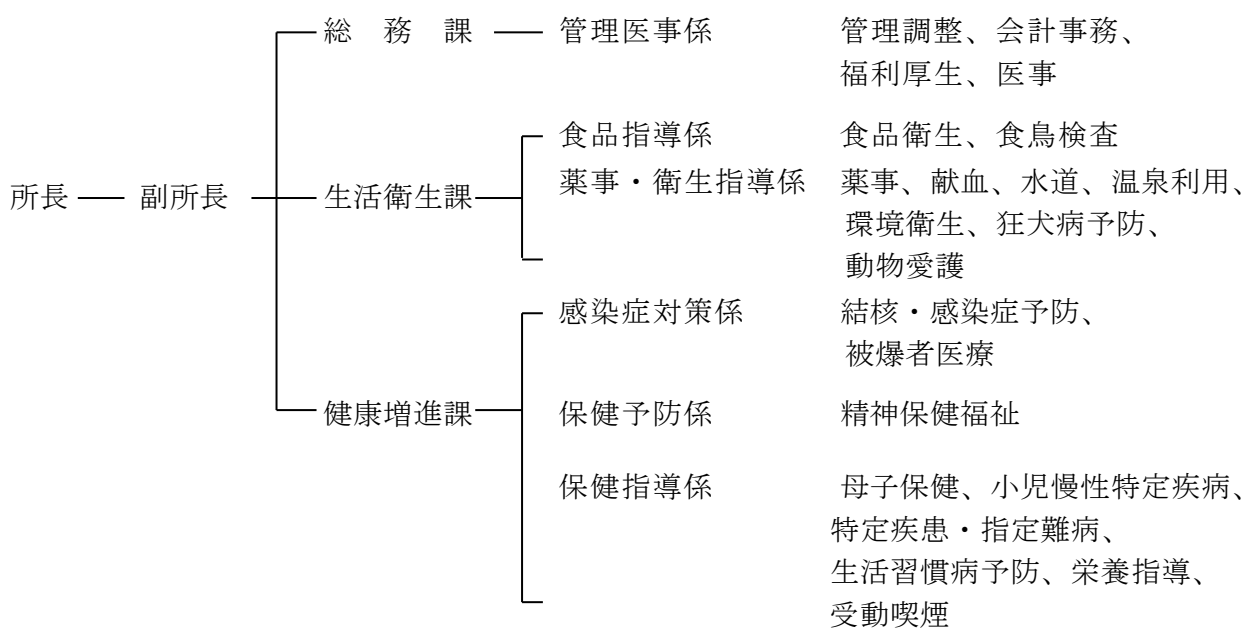 総　務　課 管理医事係 管理調整、会計事務、
福利厚生、医事
食品指導係 食品衛生、食鳥検査
所長 副所長 生活衛生課 薬事・衛生指導係 薬事、献血、水道、温泉利用、
環境衛生、狂犬病予防、
動物愛護
感染症対策係 結核・感染症予防、
被爆者医療
健康増進課 保健予防係 精神保健福祉
保健指導係 母子保健、小児慢性特定疾病、
特定疾患・指定難病、
生活習慣病予防、栄養指導、
受動喫煙